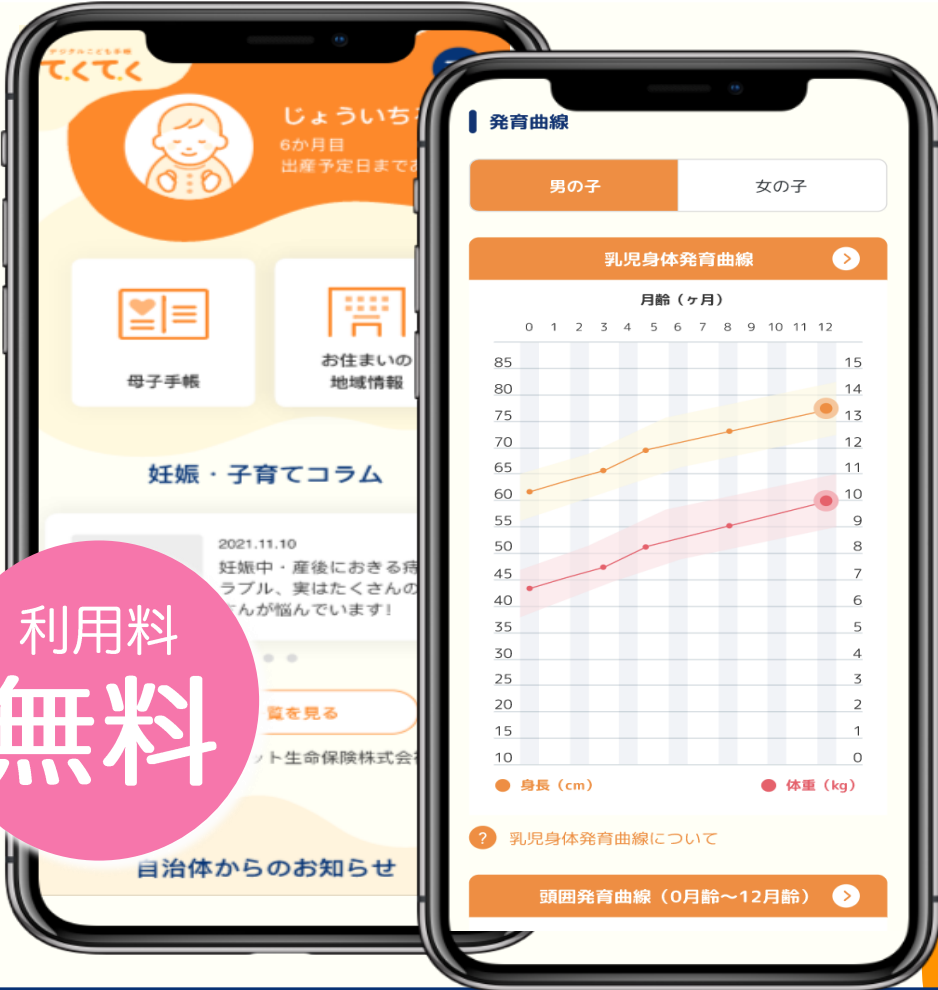 デジタルこども手帳
てくてく
じょういち
6か月目
出産予定日まで
母子手帳
お住まいの
地域情報
妊娠・子育てコラム
2021.11.10
妊娠中・産後におきる痔
ラブル、実はたくさんの
さんが悩んでいます!
覧を見る
ット生命保険株式会
自治体からのお知らせ
利用料
無料
発育曲線
男の子
女の子
乳児身体発育曲線
月齢(ヶ月)
0 1 2 3 4 5 6 7 8 9 10 11 12
85 15
80 14
75 13
70 12
65 11
60 10
55 9
50 8
45 7
40 6
35 5
30 4
25 3
20 2
15 1
10 0
身長(cm) 体重(kg)
? 乳児身体発育曲線について
頭囲発育曲線(0月齢〜12月齢)